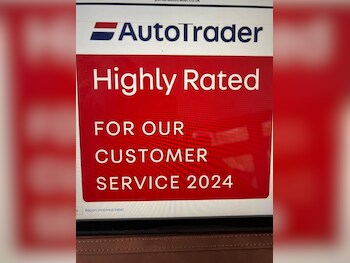 AutoTrader
Highly Rated
FOR OUR
CUSTOMER
SERVICE 2024